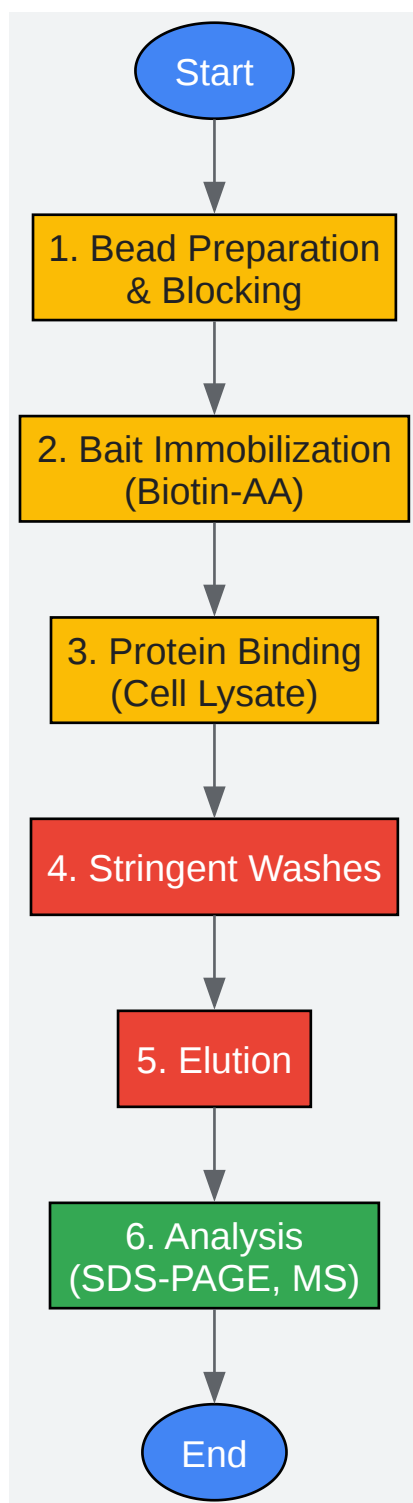 Start
1. Bead Preparation
& Blocking
2. Bait Immobilization
(Biotin-AA)
3. Protein Binding
(Cell Lysate)
4. Stringent Washes
5. Elution
6. Analysis
(SDS-PAGE, MS)
End